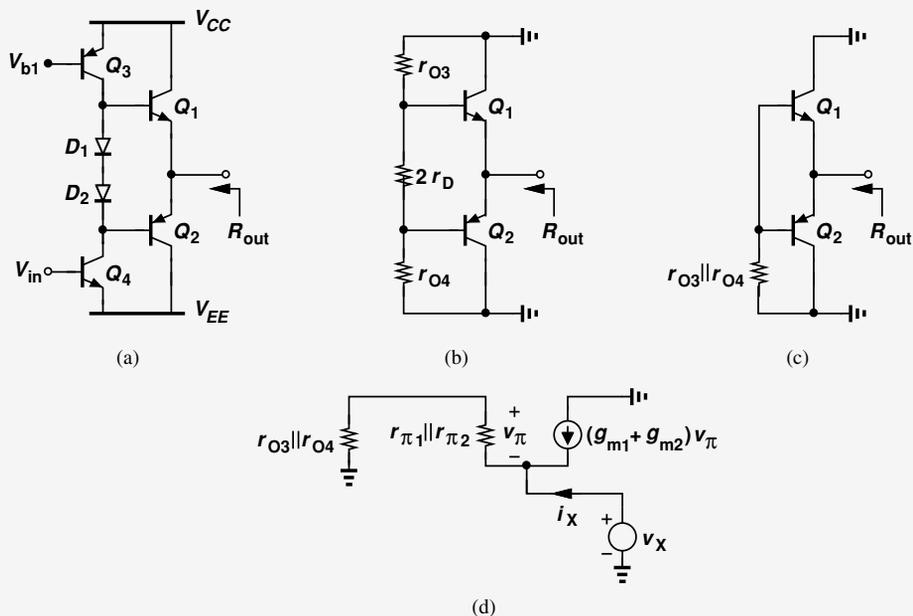 V_CC
V_b1
Q_3
Q_1
D_1
D_2
R_out
Q_2
V_in
Q_4
V_EE
(a)
r_O3
Q_1
2 r_D
R_out
Q_2
r_O4
(b)
Q_1
R_out
Q_2
r_O3||r_O4
(c)
r_O3||r_O4
r_π1||r_π2
+
v_π
−
(g_m1+ g_m2) v_π
i_X
+
v_X
−
(d)